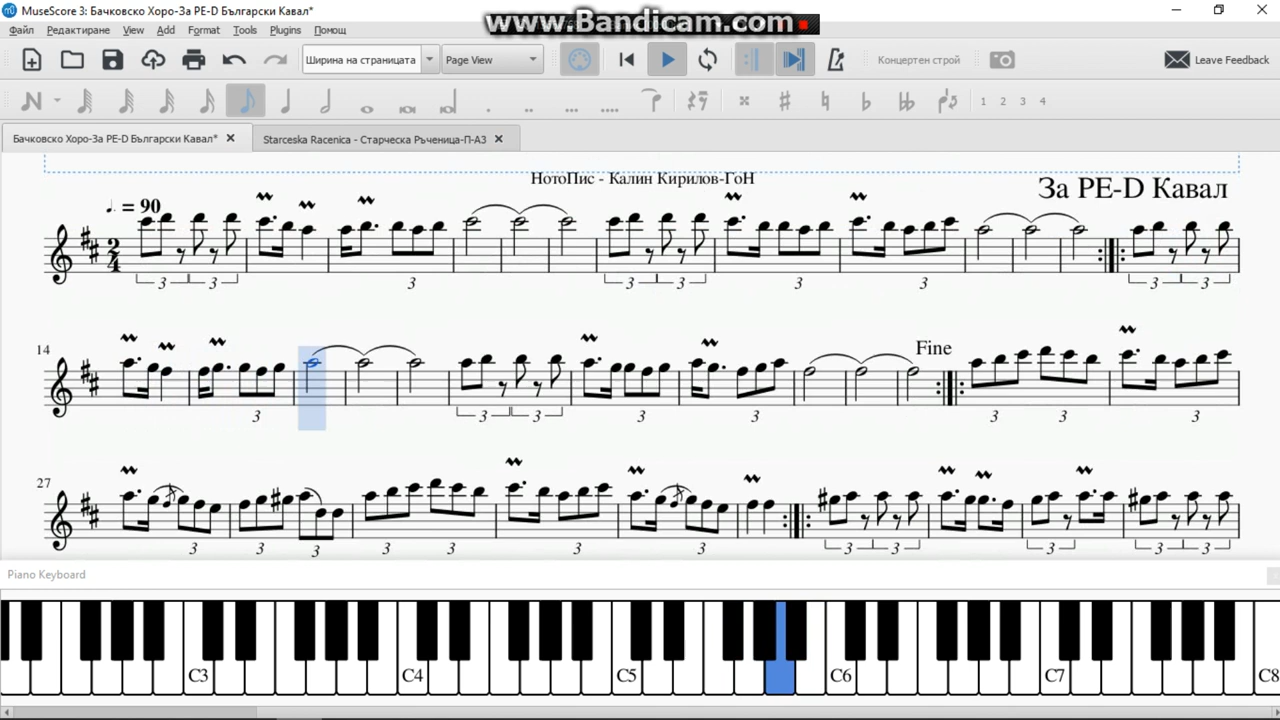 MuseScore 3: Бачковско Хоро-За РЕ-D Български Кавал*
www.Bandicam.com
Файл Редактиране View Add Format Tools Plugins Помощ
Ширина на страницата Page View Концертен строй Leave Feedback
1 2 3 4
Бачковско Хоро-За РЕ-D Български Кавал* Starceska Racenica - Старческа Ръченица-П-АЗ
НотоПис - Калин Кирилов-ГоН
За РЕ-D Кавал
♩. = 90
2
4
3 3 3 3 3 3 3 3 3
14
Fine
3 3 3 3 3 3 3 3
27
3 3 3 3 3 3 3 3 3 3 3 3
Piano Keyboard
C3 C4 C5 C6 C7 C8